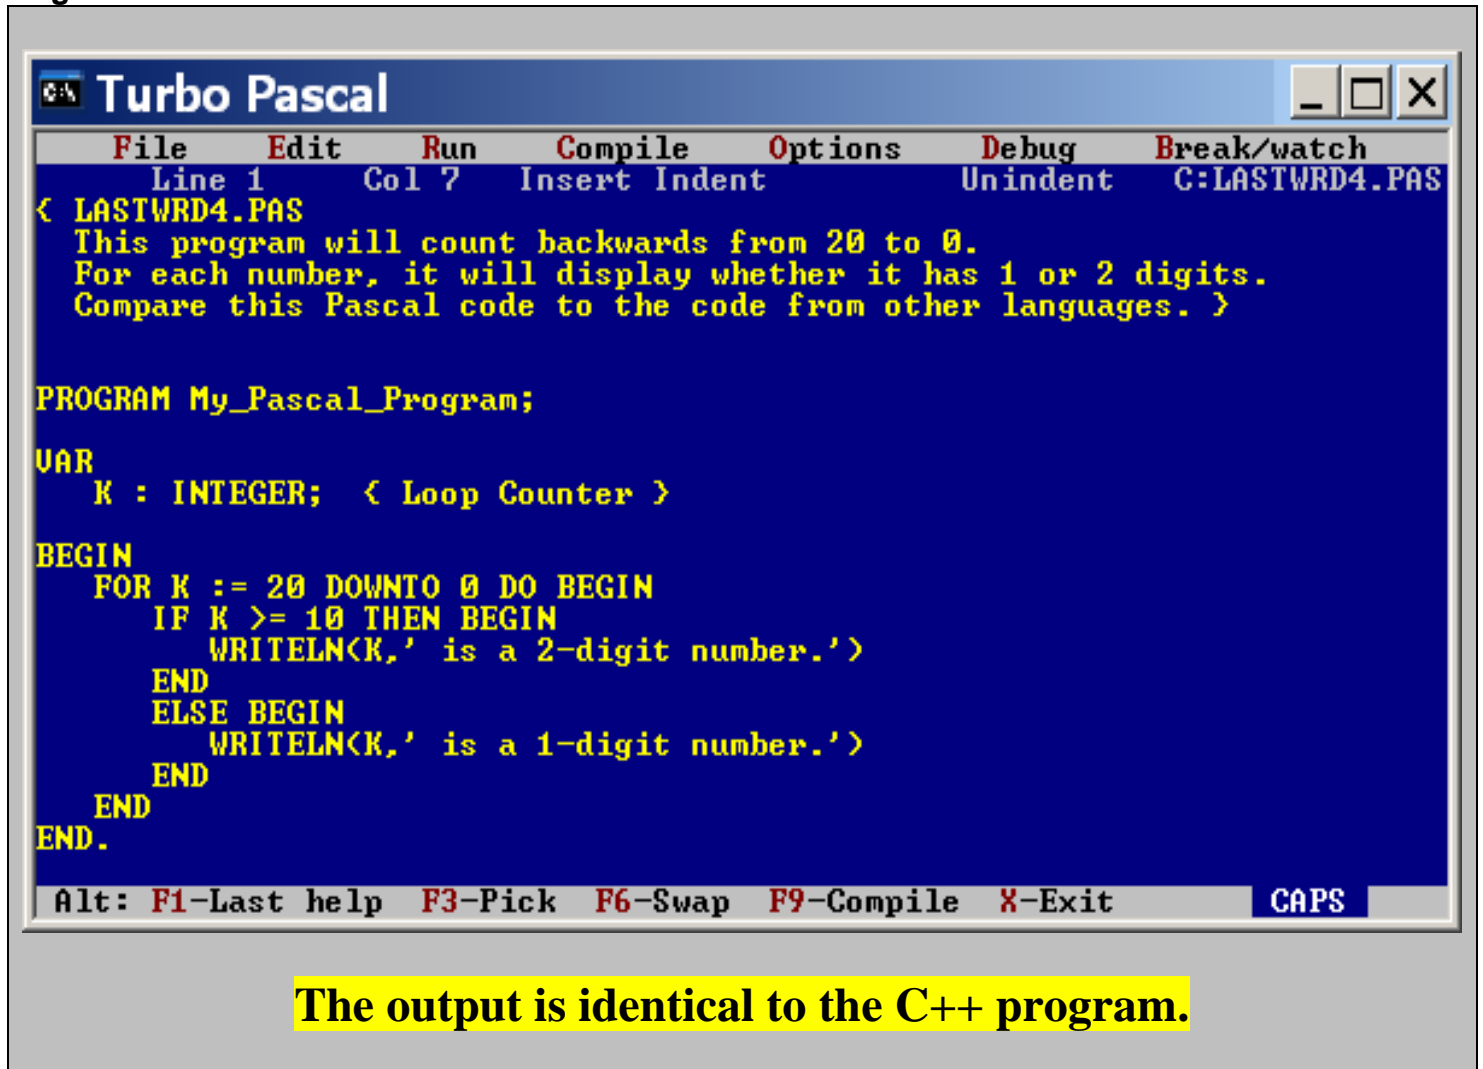 Turbo Pascal
File Edit Run Compile Options Debug Break/watch
Line 1 Col 7 Insert Indent Unindent C:LASTWRD4.PAS
{ LASTWRD4.PAS
This program will count backwards from 20 to 0.
For each number, it will display whether it has 1 or 2 digits.
Compare this Pascal code to the code from other languages. }
PROGRAM My_Pascal_Program;
VAR
K : INTEGER; { Loop Counter }
BEGIN
FOR K := 20 DOWNTO 0 DO BEGIN
IF K >= 10 THEN BEGIN
WRITELN(K,' is a 2-digit number.')
END
ELSE BEGIN
WRITELN(K,' is a 1-digit number.')
END
END
END.
Alt: F1-Last help F3-Pick F6-Swap F9-Compile X-Exit CAPS
The output is identical to the C++ program.